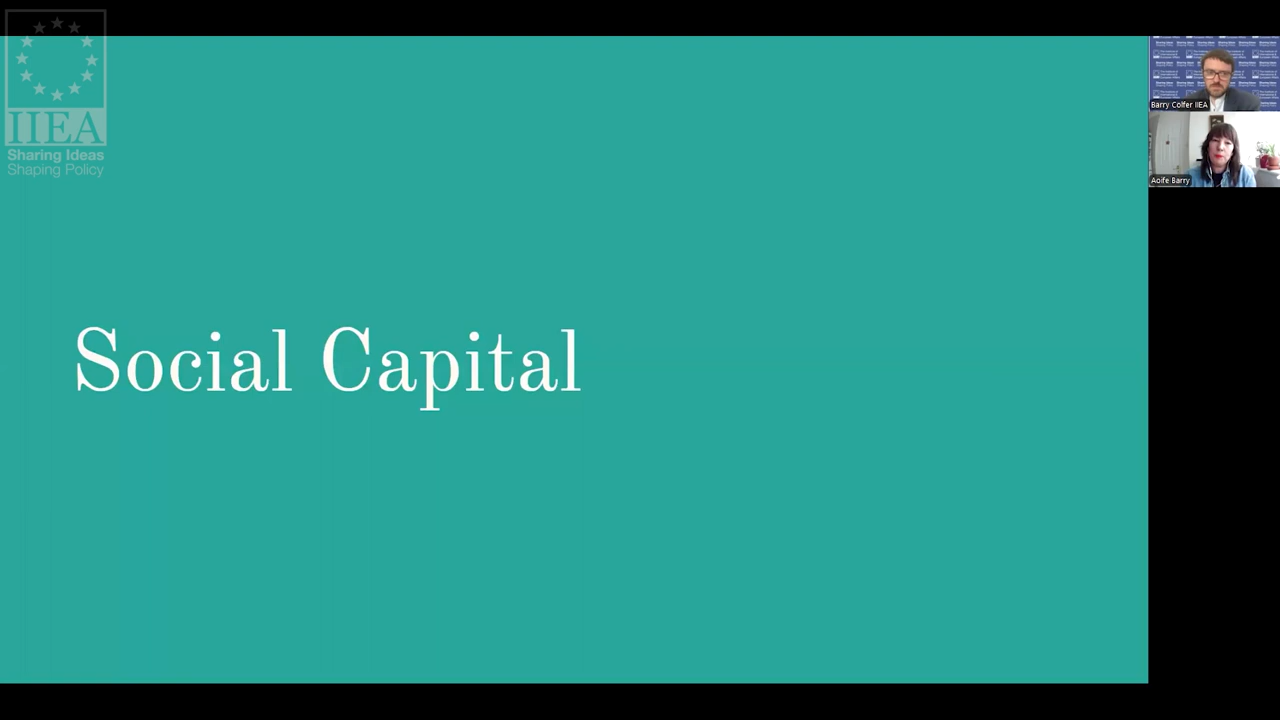 IIEA
Sharing Ideas
Shaping Policy
Social Capital
Barry Colfer IIEA
Aoife Barry